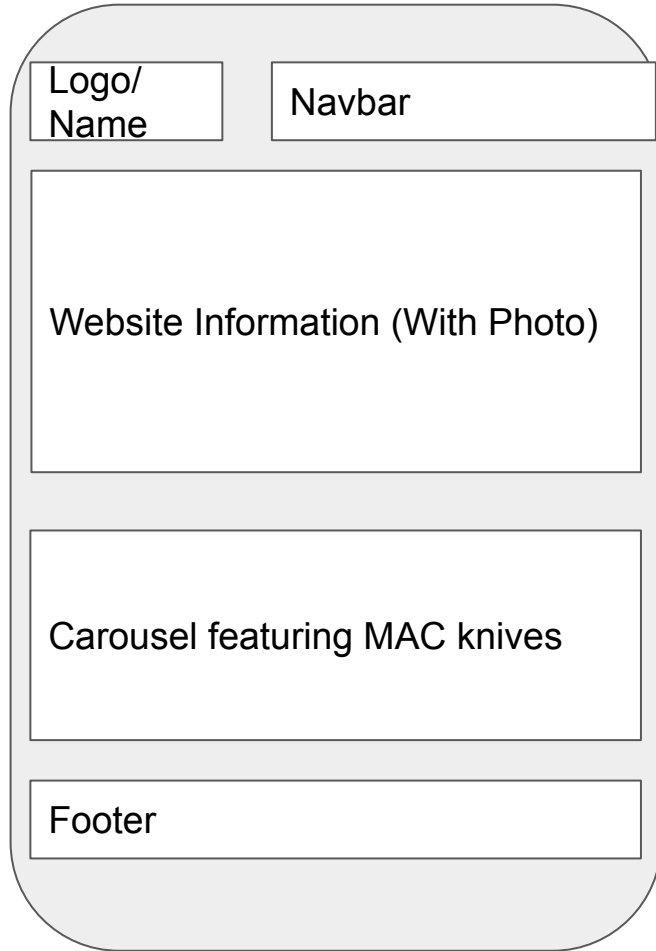 Logo/
Name
Navbar
Website Information (With Photo)
Carousel featuring MAC knives
Footer